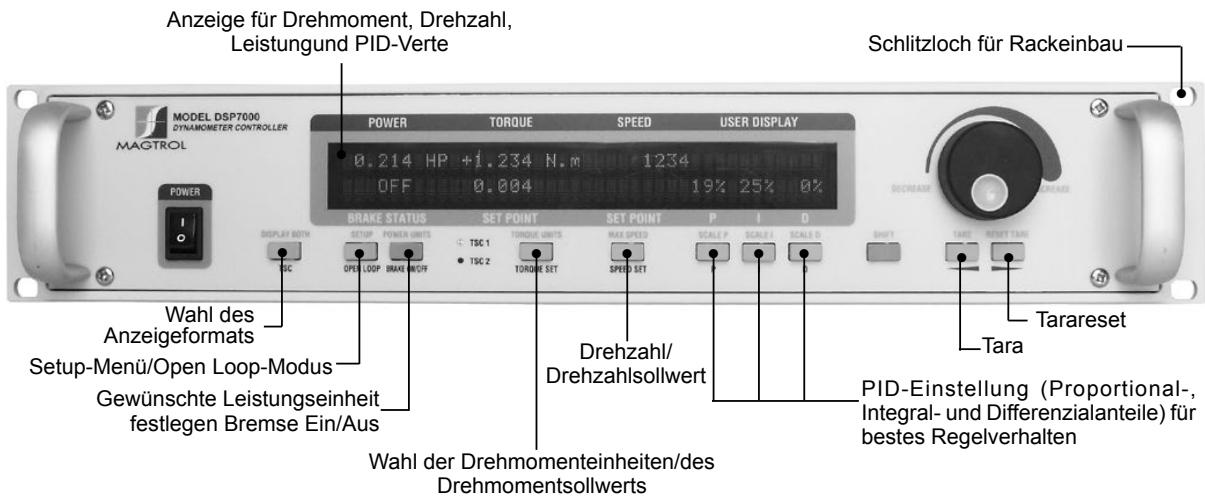 Anzeige für Drehmoment, Drehzahl,
Leistungund PID-Verte
Schlitzloch für Rackeinbau
MODEL DSP7000
DYNAMOMETER CONTROLLER
MAGTROL
POWER
TORQUE
SPEED
USER DISPLAY
0.214 HP +1.234 N.m 1234
OFF 0.004 19% 25% 0%
BRAKE STATUS
SET POINT
SET POINT
P
I
D
POWER
I
O
DECREASE
INCREASE
DISPLAY BOTH
SETUP
POWER UNITS
TSC 1
TSC 2
TORQUE UNITS
MAX SPEED
SCALE P
SCALE I
SCALE D
SHIFT
TARE
RESET TARE
TSC
OPEN LOOP
BRAKE ON/OFF
TORQUE SET
SPEED SET
P
D
Wahl des
Anzeigeformats
Setup-Menü/Open Loop-Modus
Gewünschte Leistungseinheit
festlegen Bremse Ein/Aus
Wahl der Drehmomenteinheiten/des
Drehmomentsollwerts
Drehzahl/
Drehzahlsollwert
Tarareset
Tara
PID-Einstellung (Proportional-,
Integral- und Differenzialanteile) für
bestes Regelverhalten